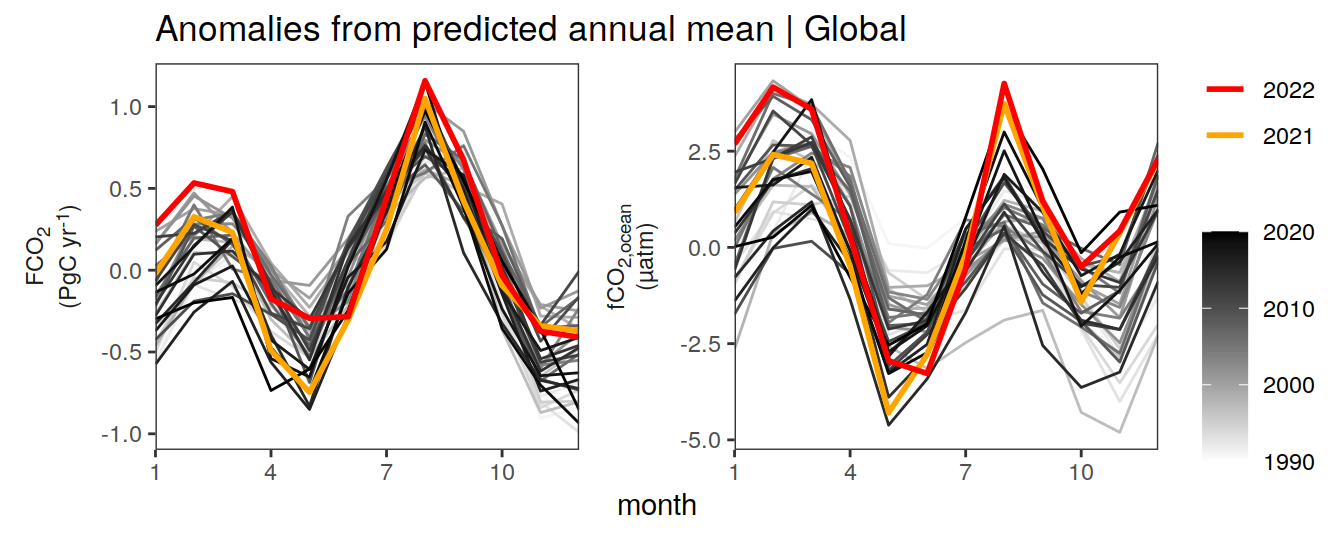 Anomalies from predicted annual mean | Global
FCO₂
(PgC yr⁻¹)
1.0
0.5
0.0
-0.5
-1.0
1 4 7 10
fCO₂,ocean
(µatm)
2.5
0.0
-2.5
-5.0
1 4 7 10
month
2022
2021
2020
2010
2000
1990